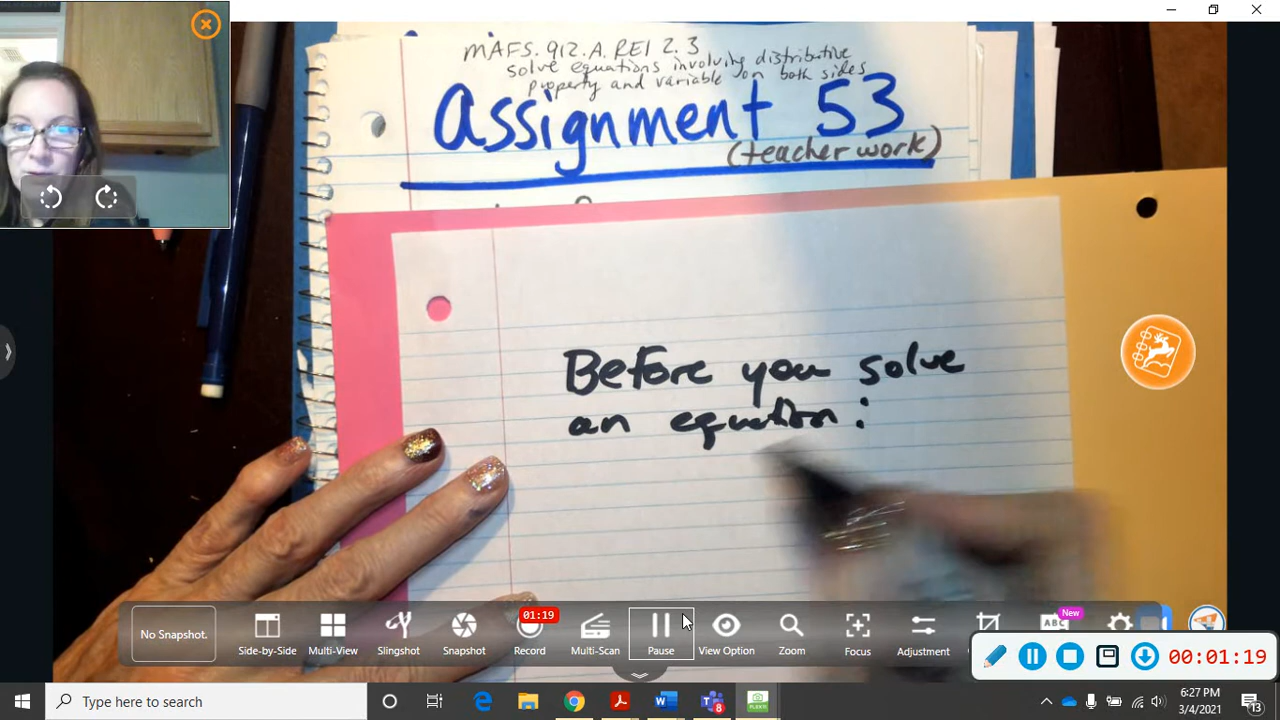 MAFS.912.A.REI 2.3
solve equations involving distributive
property and variable on both sides
Assignment 53
(teacher work)
Before you solve
an equation:
No Snapshot.
Side-by-Side
Multi-View
Slingshot
Snapshot
01:19
Record
Multi-Scan
Pause
View Option
Zoom
Focus
Adjustment
New
ABC
00:01:19
Type here to search
8
6:27 PM
3/4/2021
13